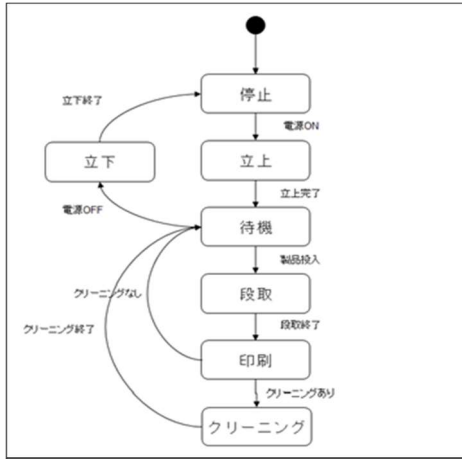 停止
立下終了
電源ON
立下
立上
立上完了
電源OFF
待機
製品投入
クリーニングなし
段取
クリーニング終了
段取終了
印刷
クリーニングあり
クリーニング